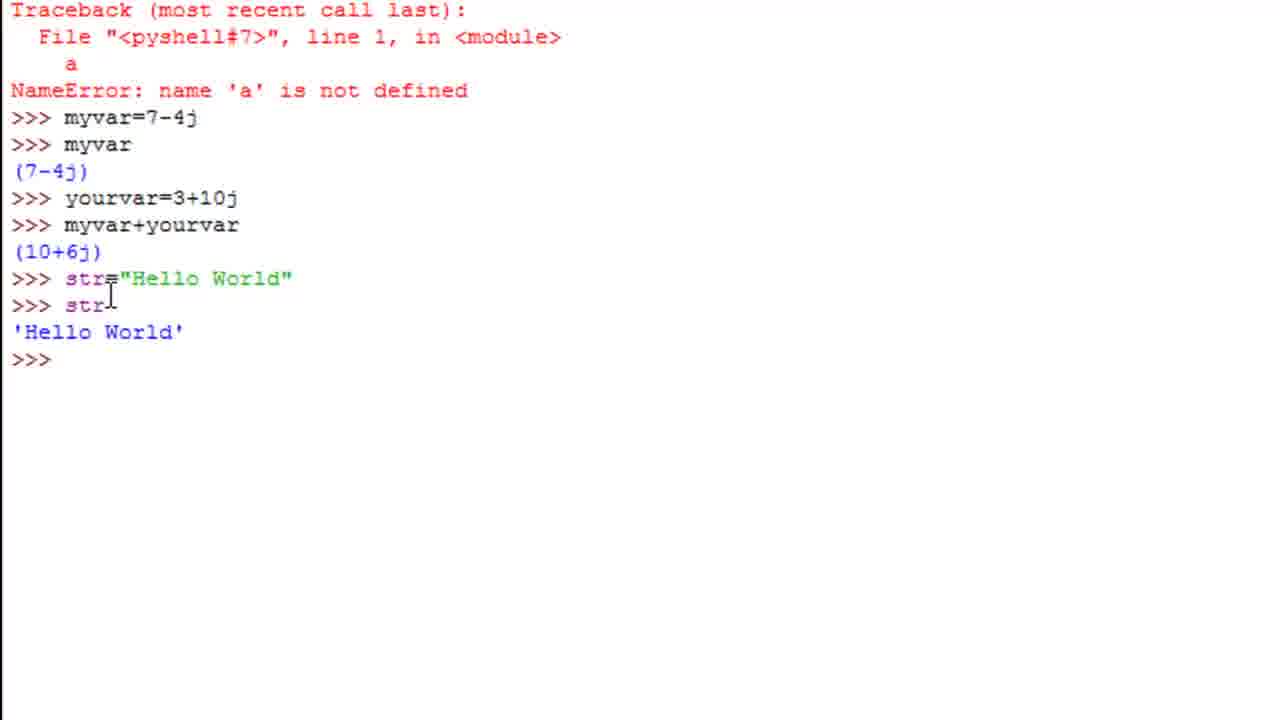 Traceback (most recent call last):
  File "<pyshell#7>", line 1, in <module>
    a
NameError: name 'a' is not defined
>>> myvar=7-4j
>>> myvar
(7-4j)
>>> yourvar=3+10j
>>> myvar+yourvar
(10+6j)
>>> str="Hello World"
>>> str
'Hello World'
>>>